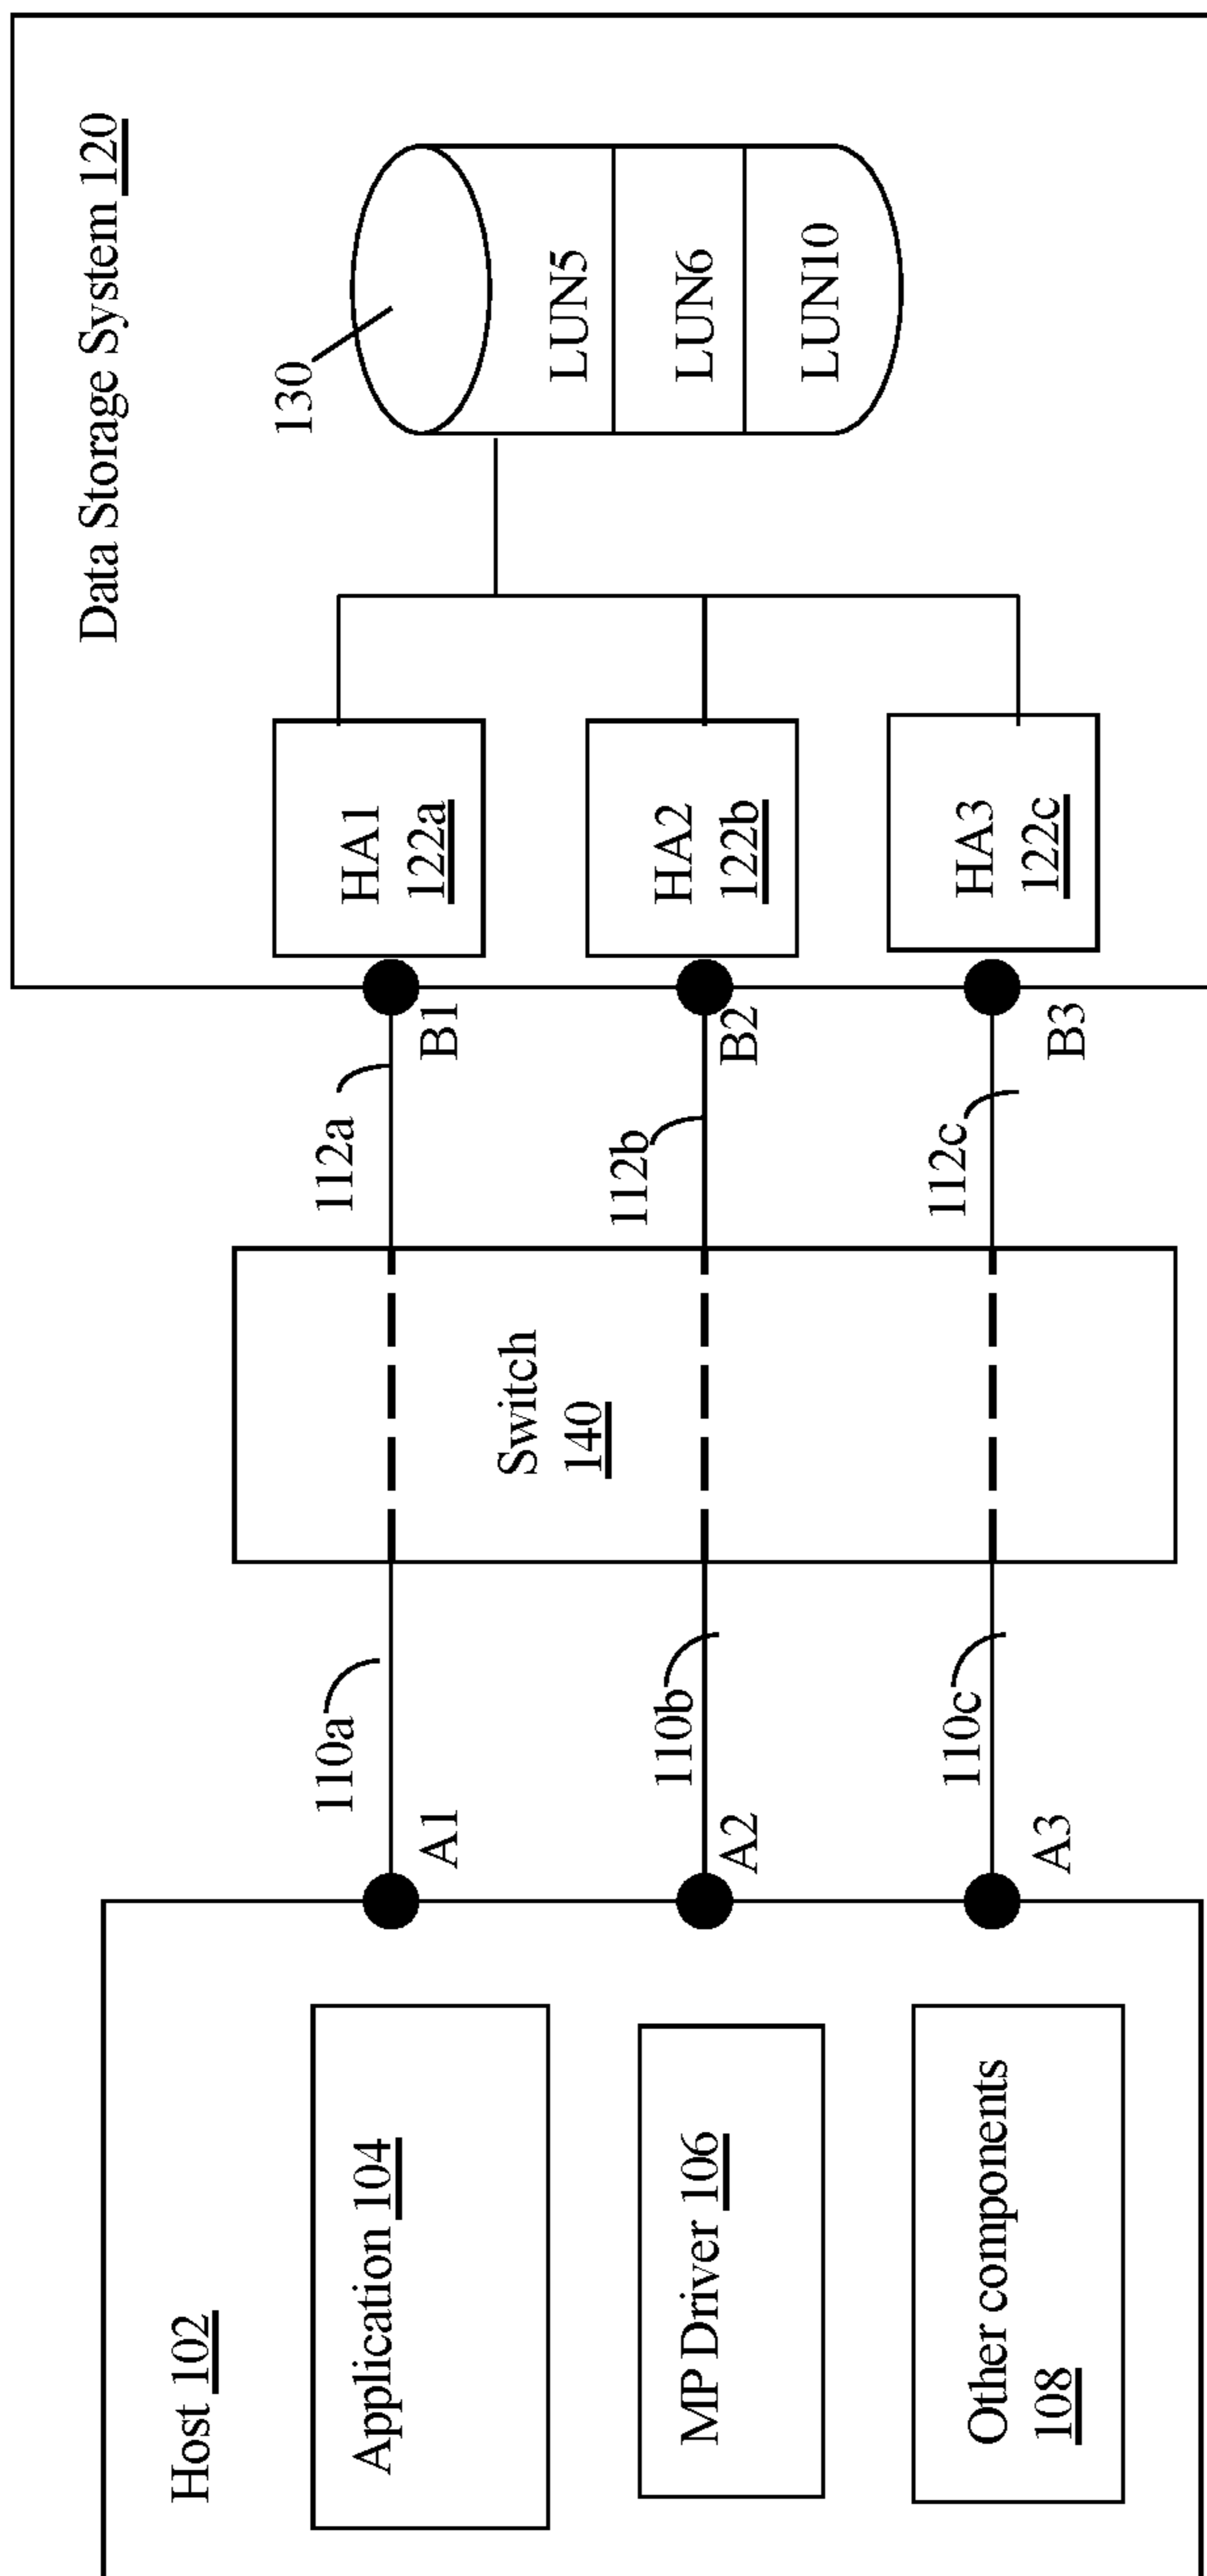 Host 102
Application 104
MP Driver 106
Other components
108
A1
A2
A3
110a
110b
110c
Switch
140
112a
112b
112c
B1
B2
B3
Data Storage System 120
HA1
122a
HA2
122b
HA3
122c
130
LUN5
LUN6
LUN10